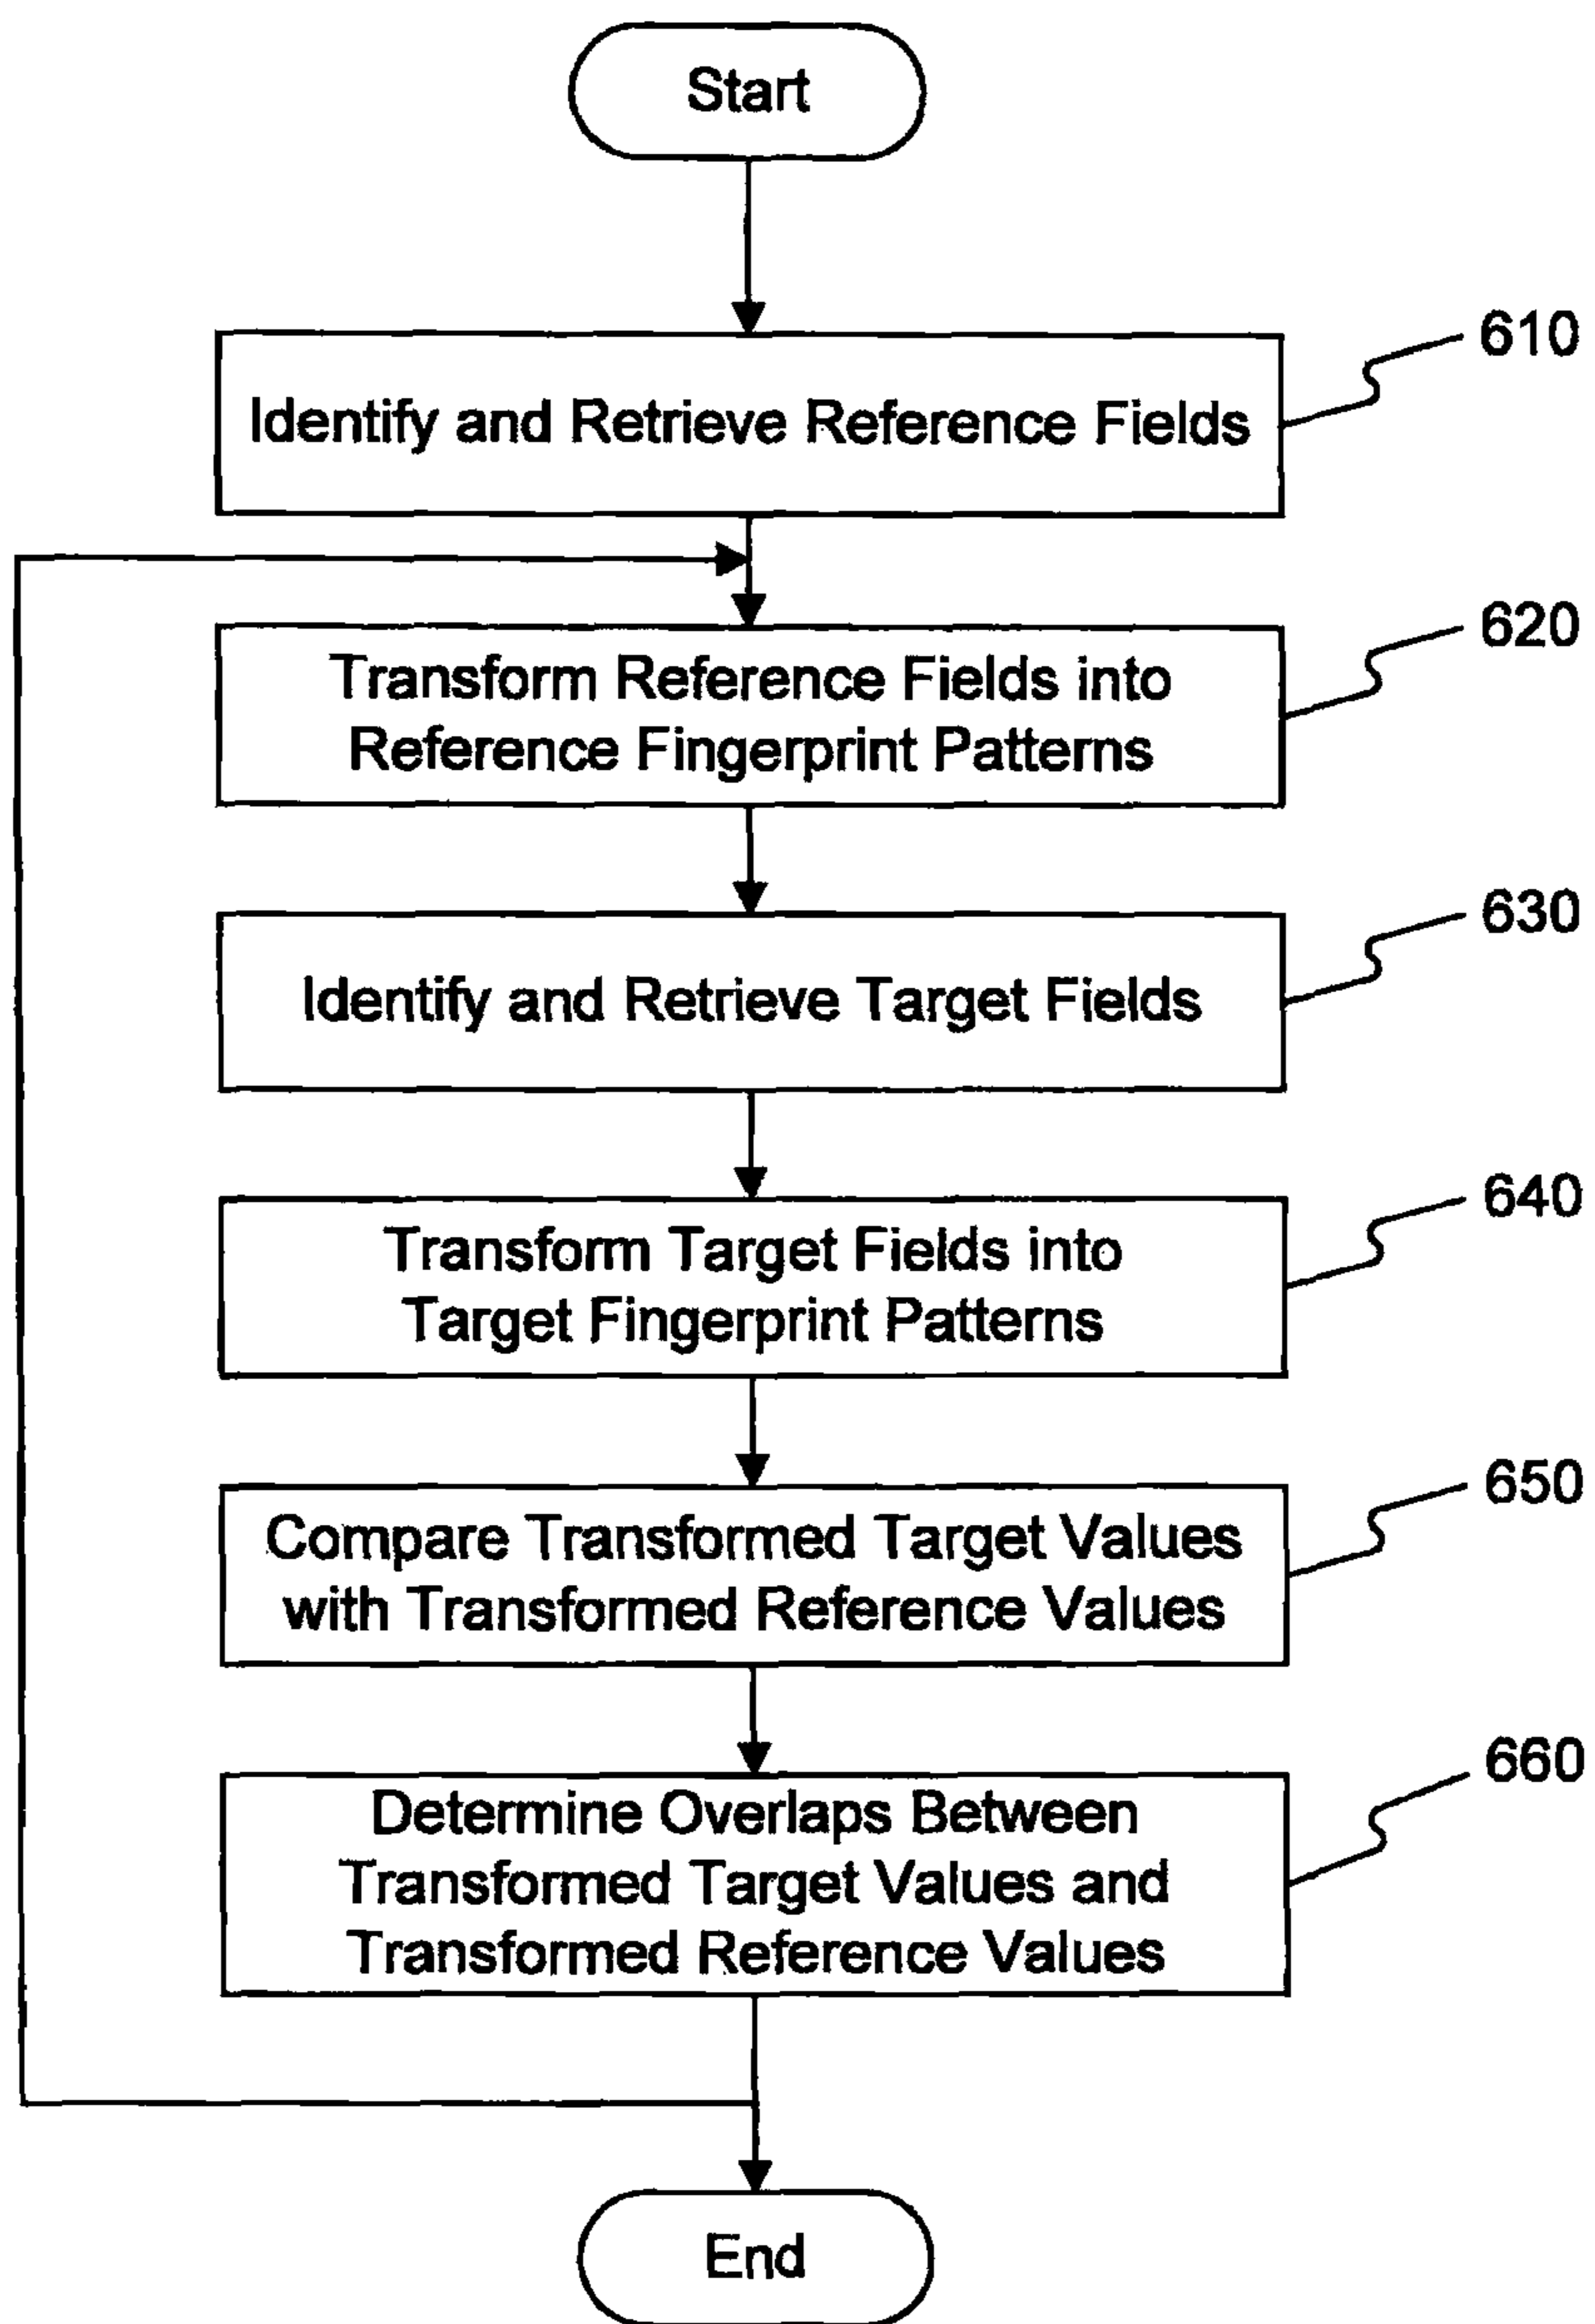 Start
610
Identify and Retrieve Reference Fields
620
Transform Reference Fields into
Reference Fingerprint Patterns
630
Identify and Retrieve Target Fields
640
Transform Target Fields into
Target Fingerprint Patterns
650
Compare Transformed Target Values
with Transformed Reference Values
660
Determine Overlaps Between
Transformed Target Values and
Transformed Reference Values
End